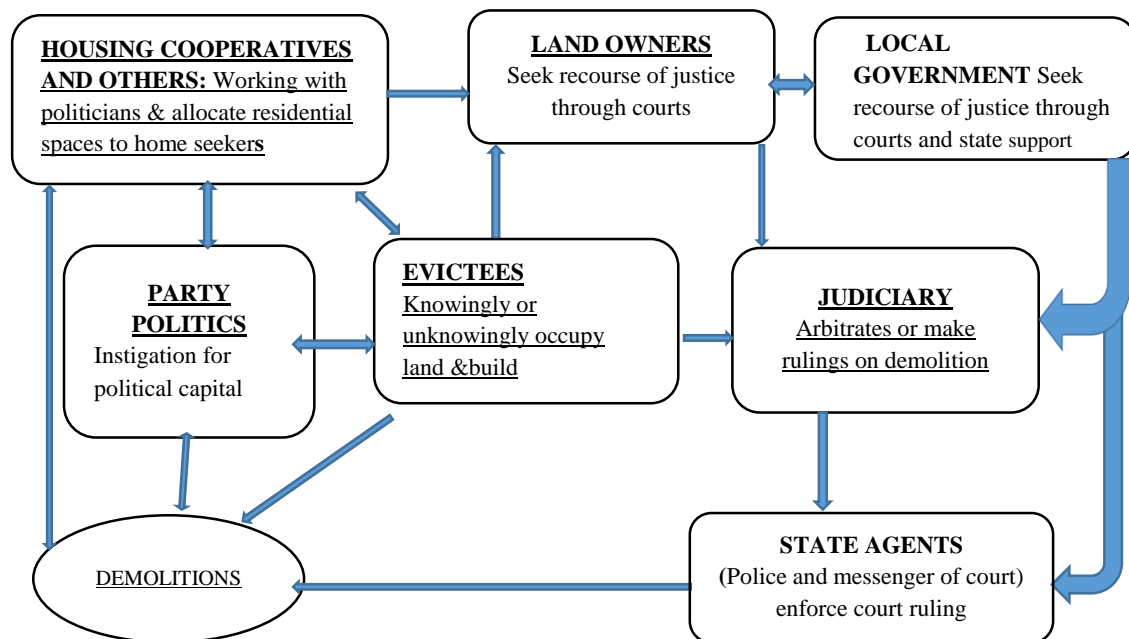 HOUSING COOPERATIVES
AND OTHERS: Working with
politicians & allocate residential
spaces to home seekers
LAND OWNERS
Seek recourse of justice
through courts
LOCAL
GOVERNMENT Seek
recourse of justice through
courts and state support
PARTY
POLITICS
Instigation for
political capital
EVICTEES
Knowingly or
unknowingly occupy
land &build
JUDICIARY
Arbitrates or make
rulings on demolition
DEMOLITIONS
STATE AGENTS
(Police and messenger of court)
enforce court ruling